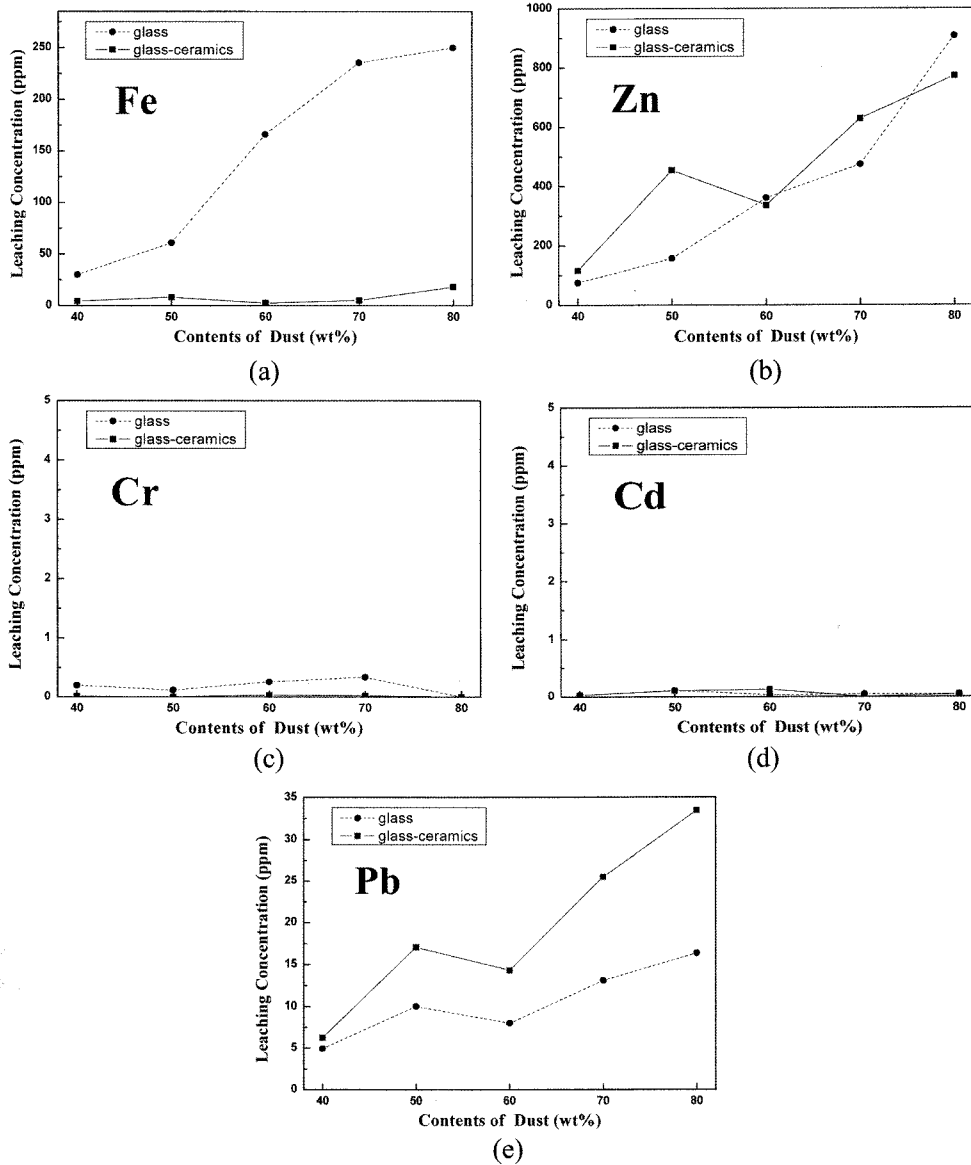 glass
glass-ceramics
Fe
Leaching Concentration (ppm)
250
200
150
100
50
0
40 50 60 70 80
Contents of Dust (wt%)
(a)
glass
glass-ceramics
Zn
Leaching Concentration (ppm)
1000
800
600
400
200
0
40 50 60 70 80
Contents of Dust (wt%)
(b)
glass
glass-ceramics
Cr
Leaching Concentration (ppm)
5
4
3
2
1
0
40 50 60 70 80
Contents of Dust (wt%)
(c)
glass
glass-ceramics
Cd
Leaching Concentration (ppm)
5
4
3
2
1
0
40 50 60 70 80
Contents of Dust (wt%)
(d)
glass
glass-ceramics
Pb
Leaching Concentration (ppm)
35
30
25
20
15
10
5
0
40 50 60 70 80
Contents of Dust (wt%)
(e)